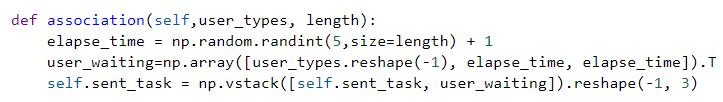 def association(self,user_types, length):
    elapse_time = np.random.randint(5,size=length) + 1
    user_waiting=np.array([user_types.reshape(-1), elapse_time, elapse_time]).T
    self.sent_task = np.vstack([self.sent_task, user_waiting]).reshape(-1, 3)